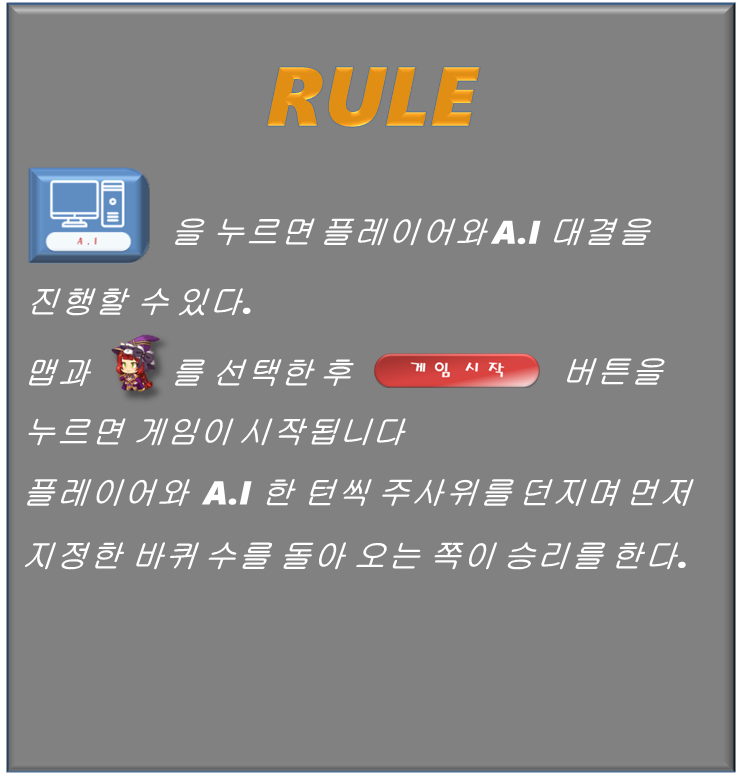 RULE
A.I
을 누르면 플레이어와 A.I 대결을
진행할 수 있다.
맵과 를 선택한 후 게임시작 버튼을
누르면 게임이 시작됩니다
플레이어와 A.I 한 턴씩 주사위를 던지며 먼저
지정한 바퀴 수를 돌아 오는 쪽이 승리를 한다.